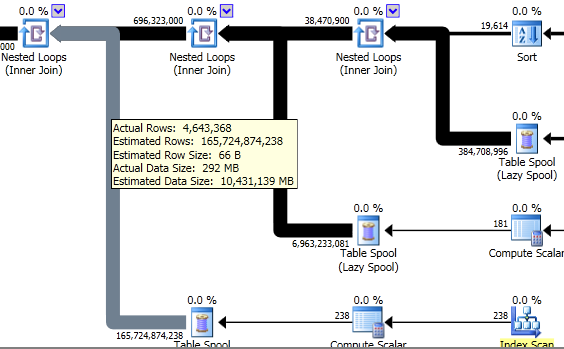 0.0 %
0.0 %
0.0 %
0.0 %
696,323,000
38,470,900
19,614
000
Nested Loops
(Inner Join)
Nested Loops
(Inner Join)
Nested Loops
(Inner Join)
Sort
0.0 %
Actual Rows: 4,643,368
Estimated Rows: 165,724,874,238
Estimated Row Size: 66 B
Actual Data Size: 292 MB
Estimated Data Size: 10,431,139 MB
384,708,996
Table Spool
(Lazy Spool)
0.0 %
0.0 %
181
6,963,233,081
Table Spool
(Lazy Spool)
Compute Scalar
0.0 %
0.0 %
0.0 %
238
238
165,724,874,238
Table Spool
Compute Scalar
Index Scan